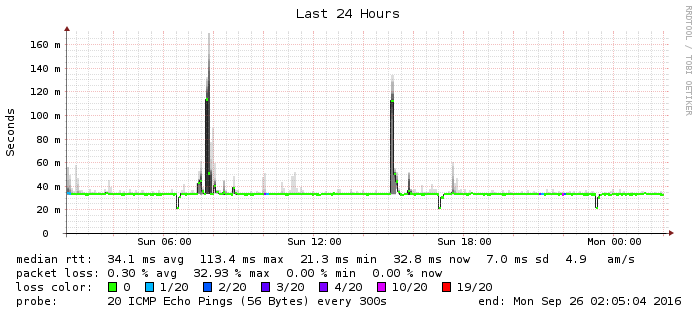 Last 24 Hours
RRDTOOL / TOBI OETIKER
Seconds
160 m
140 m
120 m
100 m
80 m
60 m
40 m
20 m
0
Sun 06:00 Sun 12:00 Sun 18:00 Mon 00:00
median rtt: 34.1 ms avg 113.4 ms max 21.3 ms min 32.8 ms now 7.0 ms sd 4.9 am/s
packet loss: 0.30 % avg 32.93 % max 0.00 % min 0.00 % now
loss color: 0 1/20 2/20 3/20 4/20 10/20 19/20
probe: 20 ICMP Echo Pings (56 Bytes) every 300s end: Mon Sep 26 02:05:04 2016